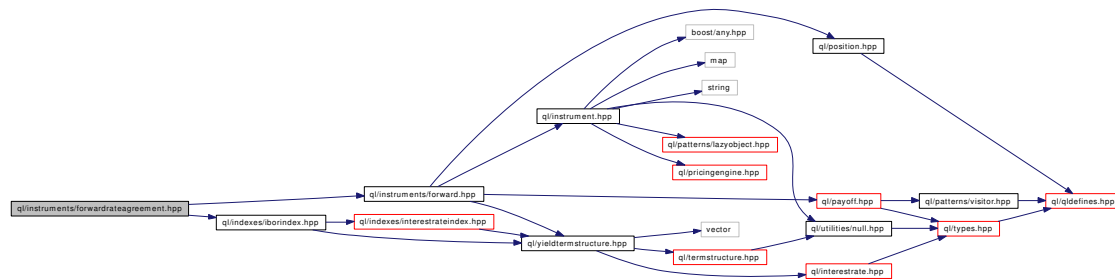 boost/any.hpp
ql/position.hpp
map
string
ql/instrument.hpp
ql/patterns/lazyobject.hpp
ql/pricingengine.hpp
ql/instruments/forward.hpp
ql/payoff.hpp
ql/patterns/visitor.hpp
ql/qldefines.hpp
ql/instruments/forwardrateagreement.hpp
ql/indexes/iborindex.hpp
ql/indexes/interestrateindex.hpp
vector
ql/utilities/null.hpp
ql/types.hpp
ql/yieldtermstructure.hpp
ql/termstructure.hpp
ql/interestrate.hpp